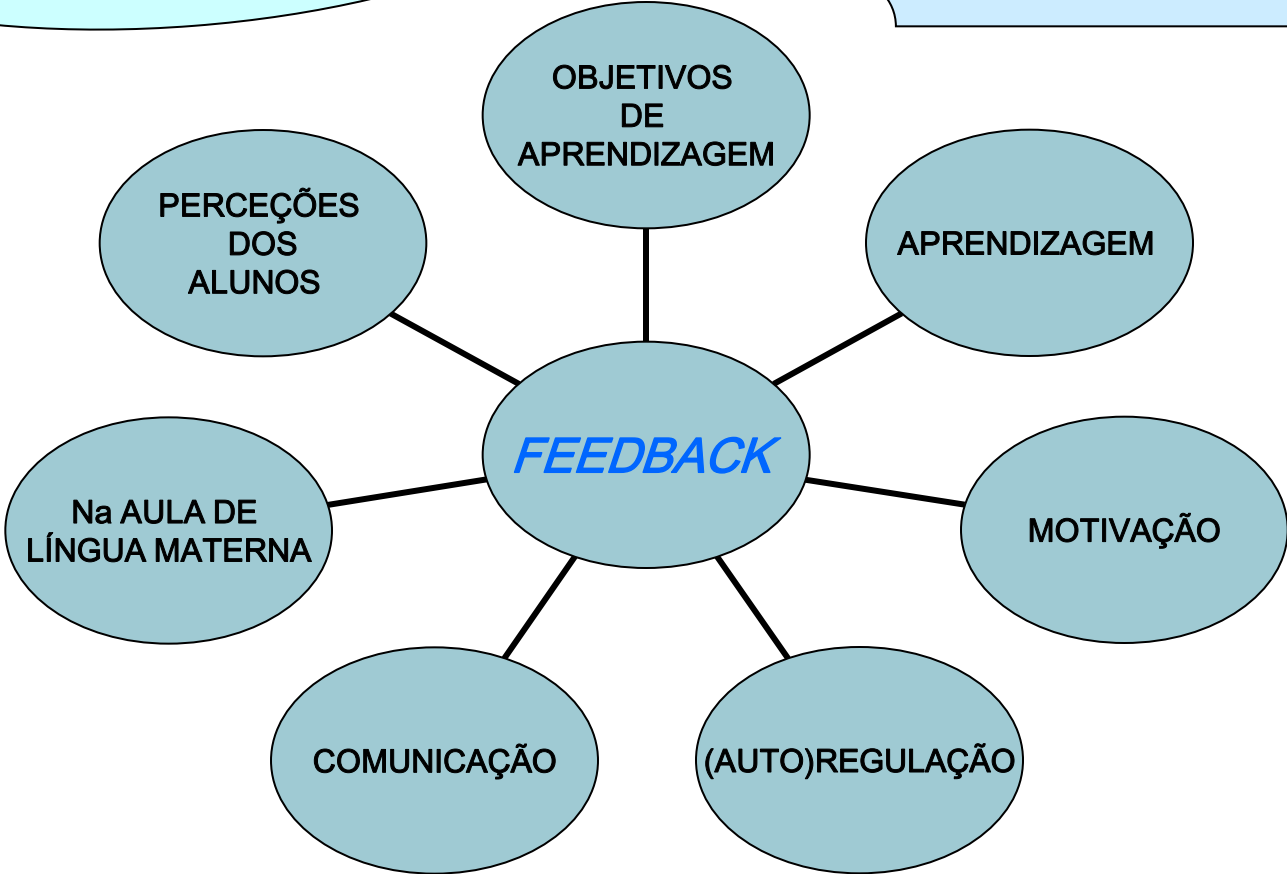 OBJETIVOS
DE
APRENDIZAGEM
PERCEÇÕES
DOS
ALUNOS
APRENDIZAGEM
FEEDBACK
Na AULA DE
LÍNGUA MATERNA
MOTIVAÇÃO
COMUNICAÇÃO
(AUTO)REGULAÇÃO